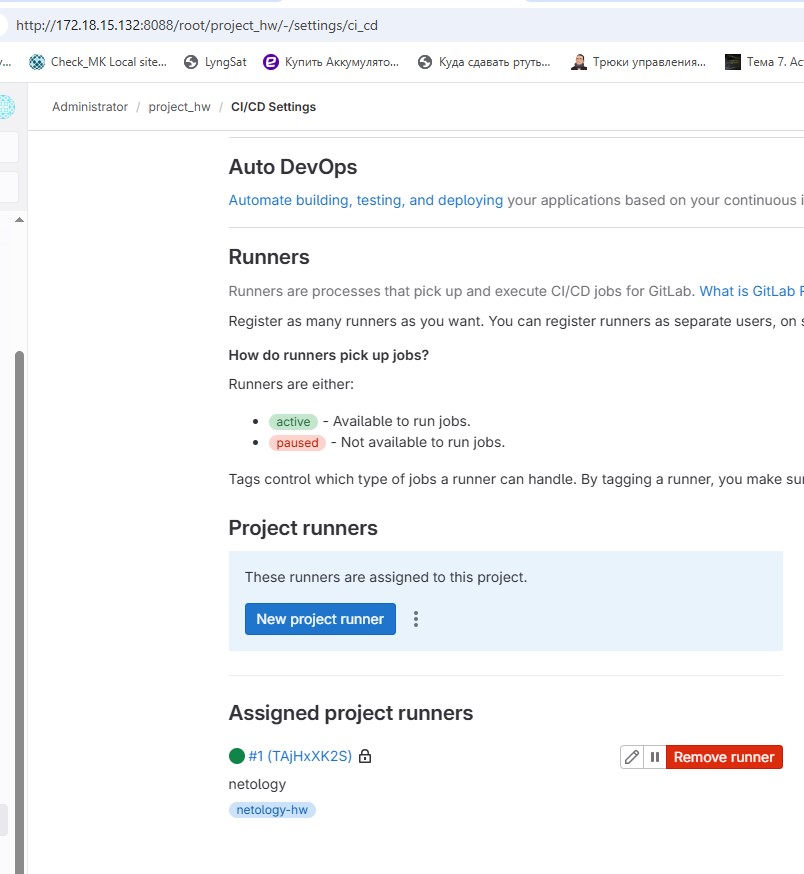 http://172.18.15.132:8088/root/project_hw/-/settings/ci_cd
Check_MK Local site... LyngSat Купить Аккумулято... Куда сдавать ртуть... Трюки управления... Тема 7. Ас
Administrator / project_hw / CI/CD Settings
Auto DevOps
Automate building, testing, and deploying your applications based on your continuous i
Runners
Runners are processes that pick up and execute CI/CD jobs for GitLab. What is GitLab R
Register as many runners as you want. You can register runners as separate users, on s
How do runners pick up jobs?
Runners are either:
active - Available to run jobs.
paused - Not available to run jobs.
Tags control which type of jobs a runner can handle. By tagging a runner, you make sur
Project runners
These runners are assigned to this project.
New project runner
Assigned project runners
#1 (TAjHxXK2S) Remove runner
netology
netology-hw